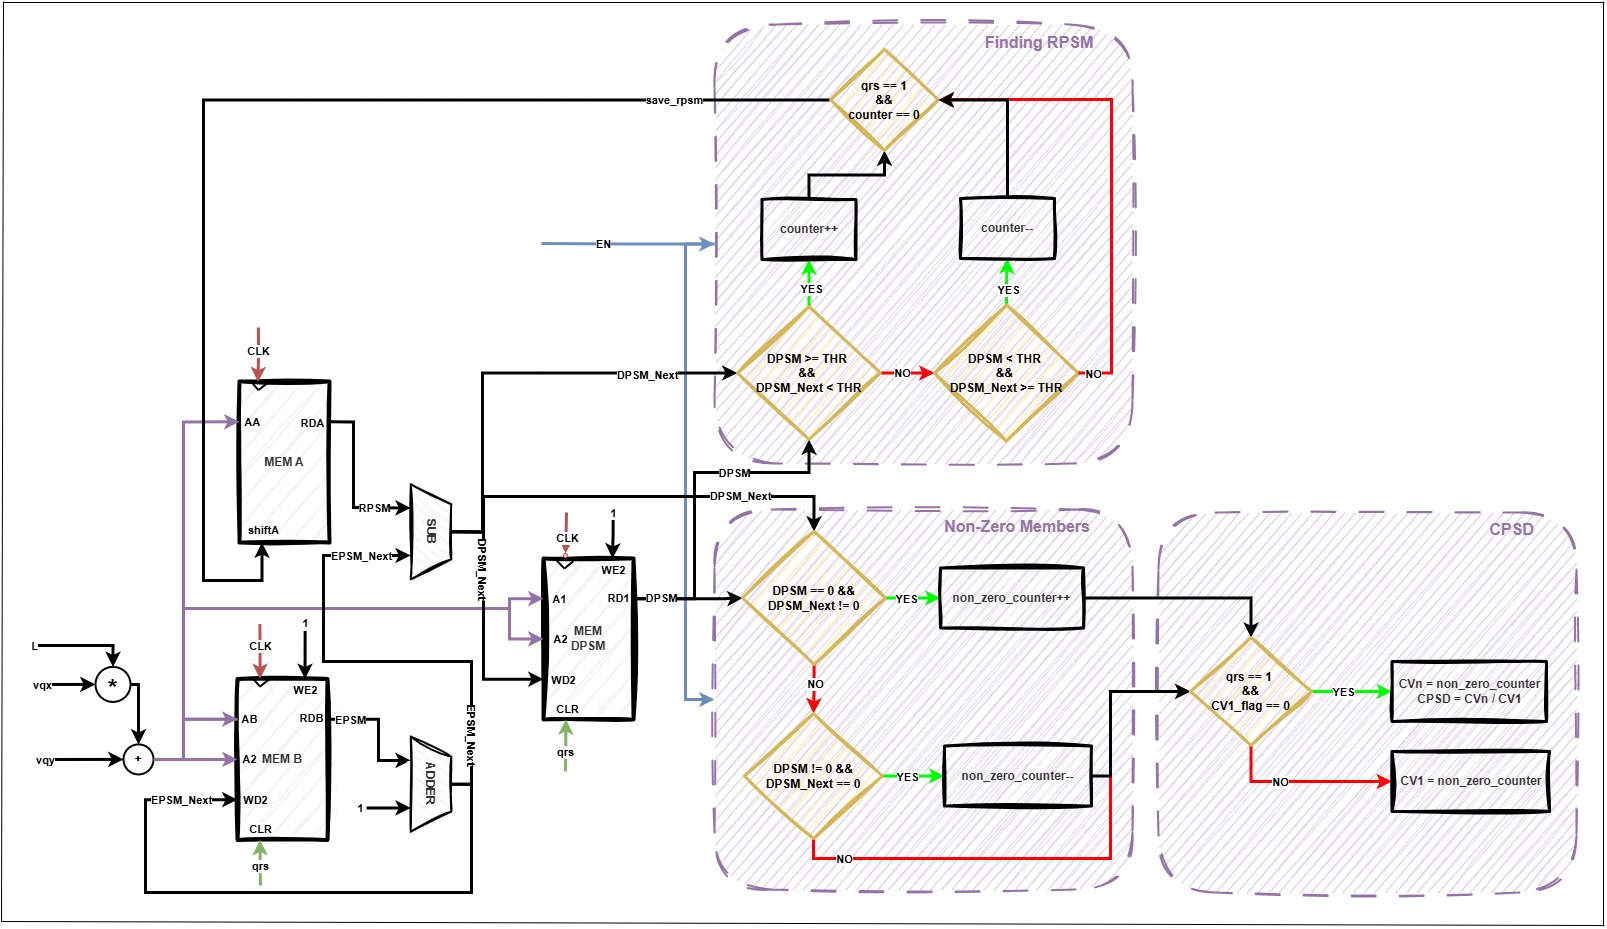 Finding RPSM
qrs == 1
&&
counter == 0
save_rpsm
counter++
counter--
EN
YES
YES
CLK
DPSM >= THR
&&
DPSM_Next < THR
NO
DPSM < THR
&&
DPSM_Next >= THR
NO
DPSM_Next
AA
RDA
MEM A
shiftA
DPSM
DPSM_Next
RPSM
SUB
EPSM_Next
DPSM_Next
CLK
1
WE2
A1
RD1
A2
MEM
DPSM
WD2
CLR
qrs
DPSM
Non-Zero Members
DPSM == 0 &&
DPSM_Next != 0
YES
non_zero_counter++
NO
DPSM != 0 &&
DPSM_Next == 0
YES
non_zero_counter--
NO
CPSD
qrs == 1
&&
CV1_flag == 0
YES
CVn = non_zero_counter
CPSD = CVn / CV1
NO
CV1 = non_zero_counter
L
vqx
*
vqy
+
CLK
1
WE2
AB
RDB
EPSM
A2
MEM B
WD2
CLR
qrs
EPSM_Next
ADDER
1
EPSM_Next